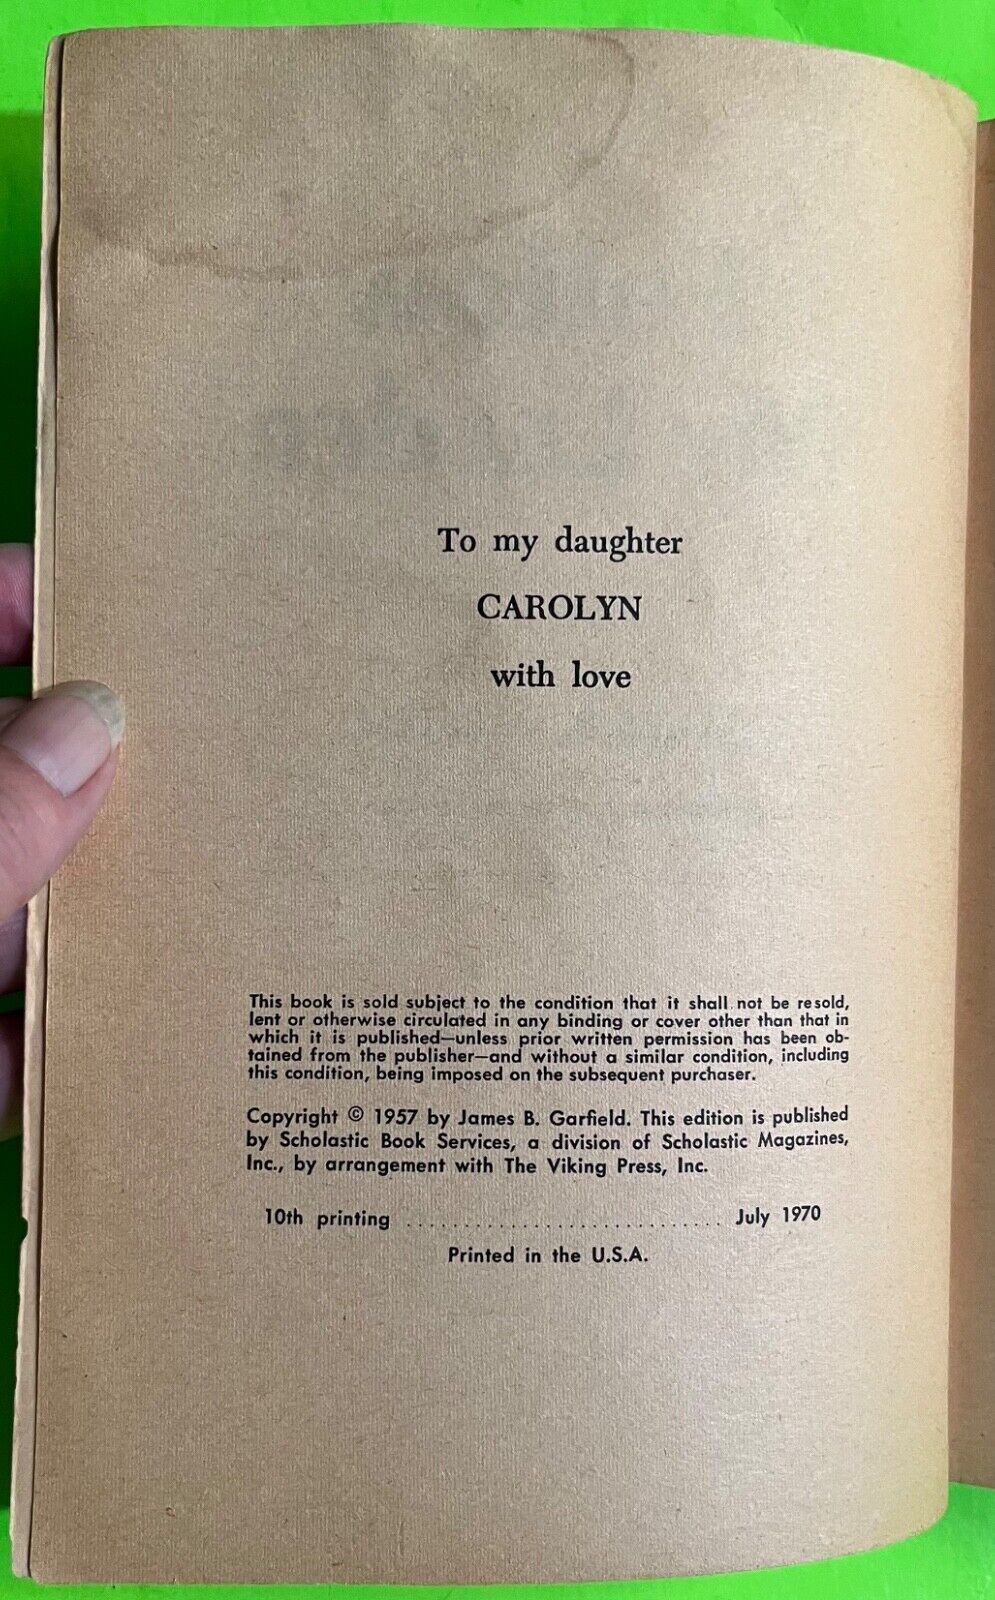 To my daughter
CAROLYN
with love
This book is sold subject to the condition that it shall not be resold,
lent or otherwise circulated in any binding or cover other than that in
which it is published—unless prior written permission has been ob-
tained from the publisher—and without a similar condition, including
this condition, being imposed on the subsequent purchaser.
Copyright © 1957 by James B. Garfield. This edition is published
by Scholastic Book Services, a division of Scholastic Magazines,
Inc., by arrangement with The Viking Press, Inc.
10th printing ............................ July 1970
Printed in the U.S.A.